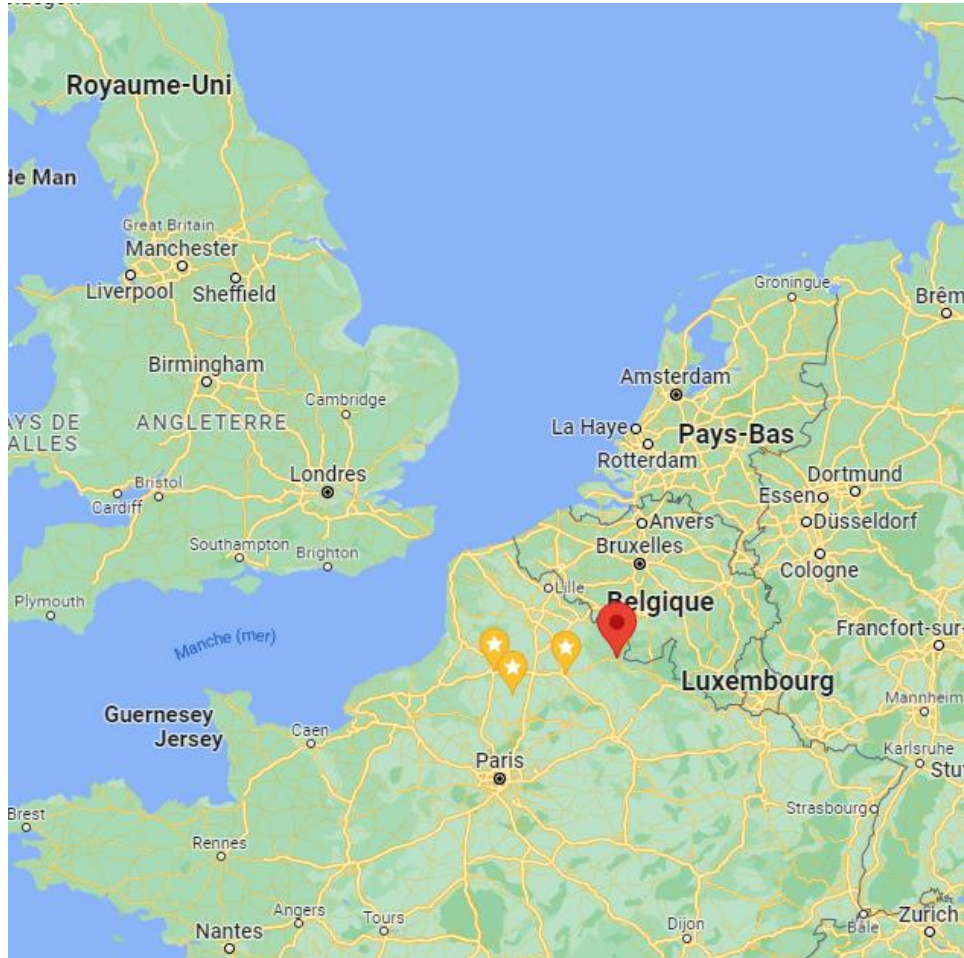 Royaume-Uni
de Man
Great Britain
Manchester
Liverpool
Sheffield
Groningue
Brêm
Birmingham
Cambridge
Amsterdam
AYS DE
ALLES
ANGLETERRE
La Haye
Pays-Bas
Rotterdam
Londres
Bristol
Cardiff
Dortmund
Essen
Düsseldorf
Anvers
Southampton
Brighton
Bruxelles
Cologne
Lille
Plymouth
Belgique
Manche (mer)
Francfort-sur-
Luxembourg
Mannheim
Guernesey
Jersey
Caen
Karlsruhe
Stut
Paris
Brest
Strasbourg
Rennes
Angers
Tours
Dijon
Nantes
Bâle
Zurich